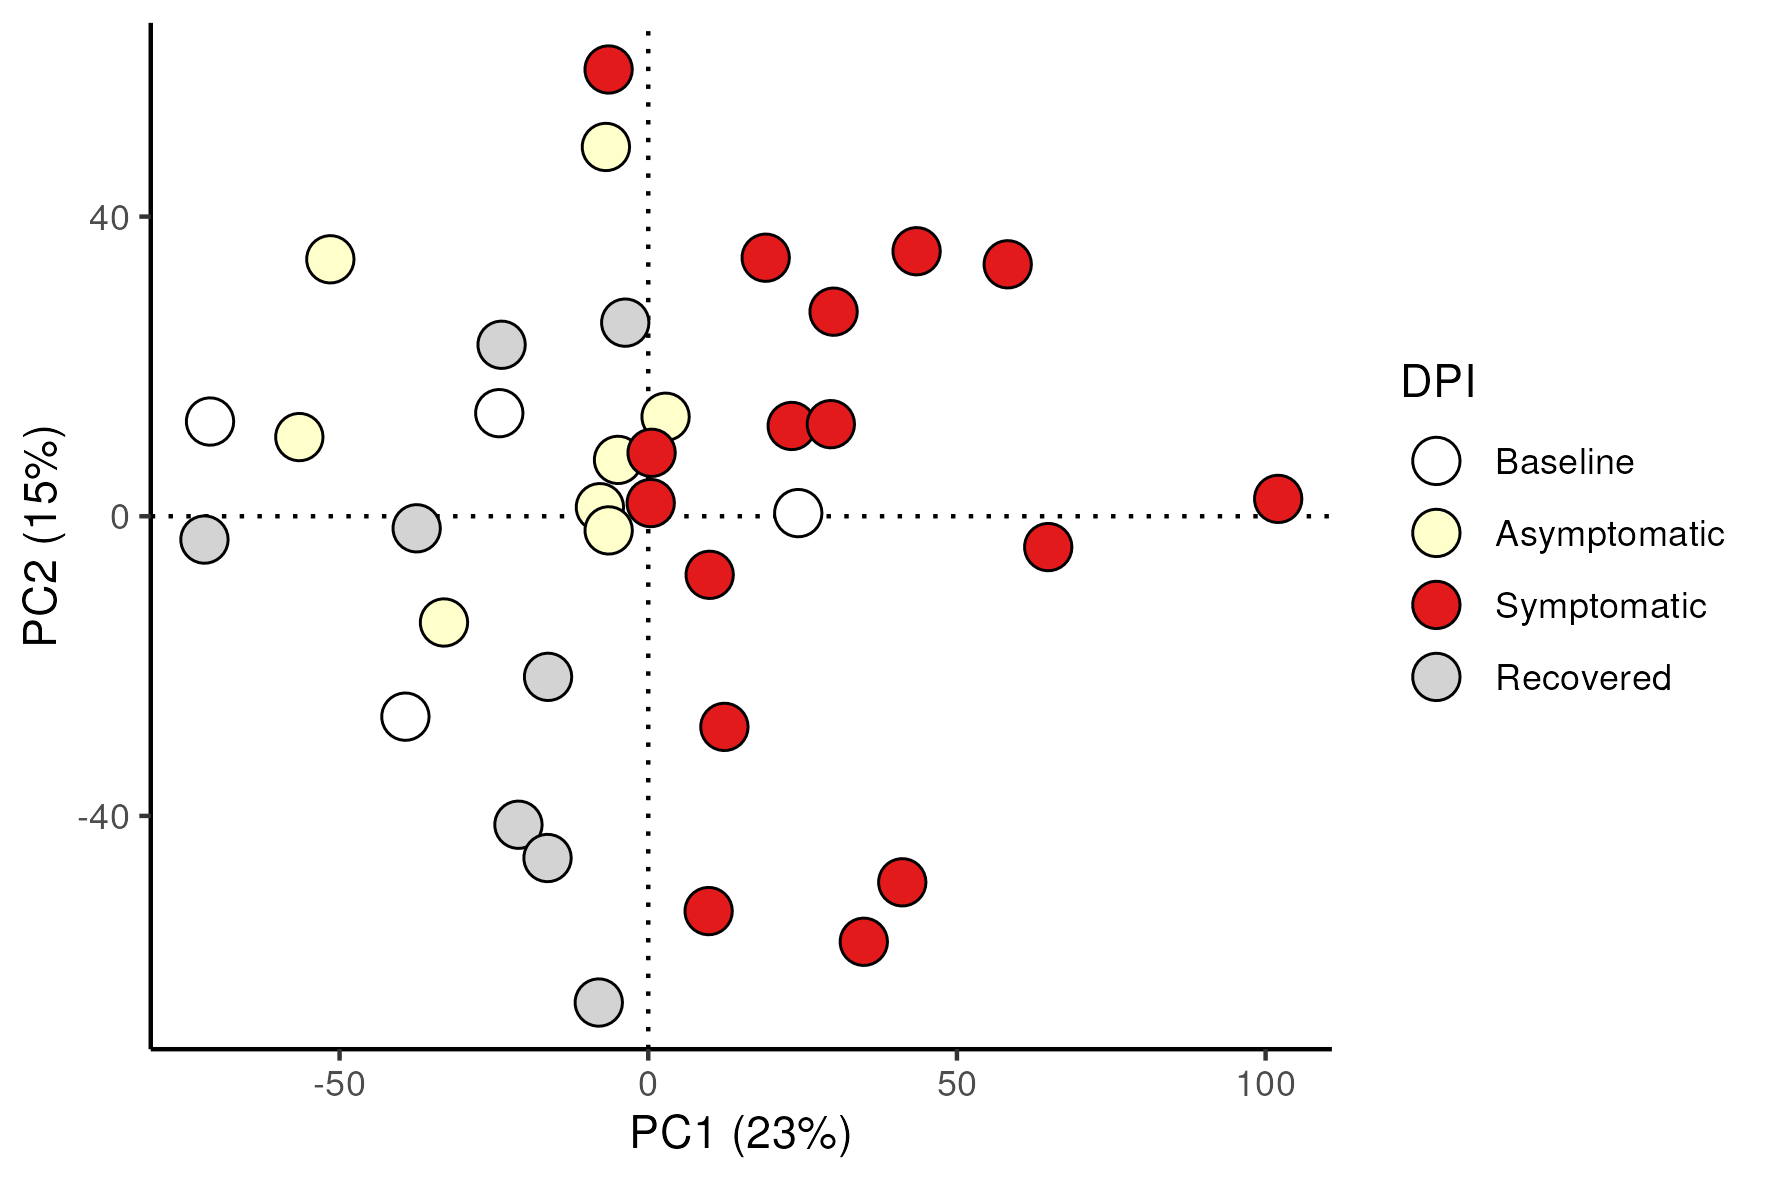 PC2 (15%)
40
0
-40
-50
0
50
100
PC1 (23%)
DPI
Baseline
Asymptomatic
Symptomatic
Recovered